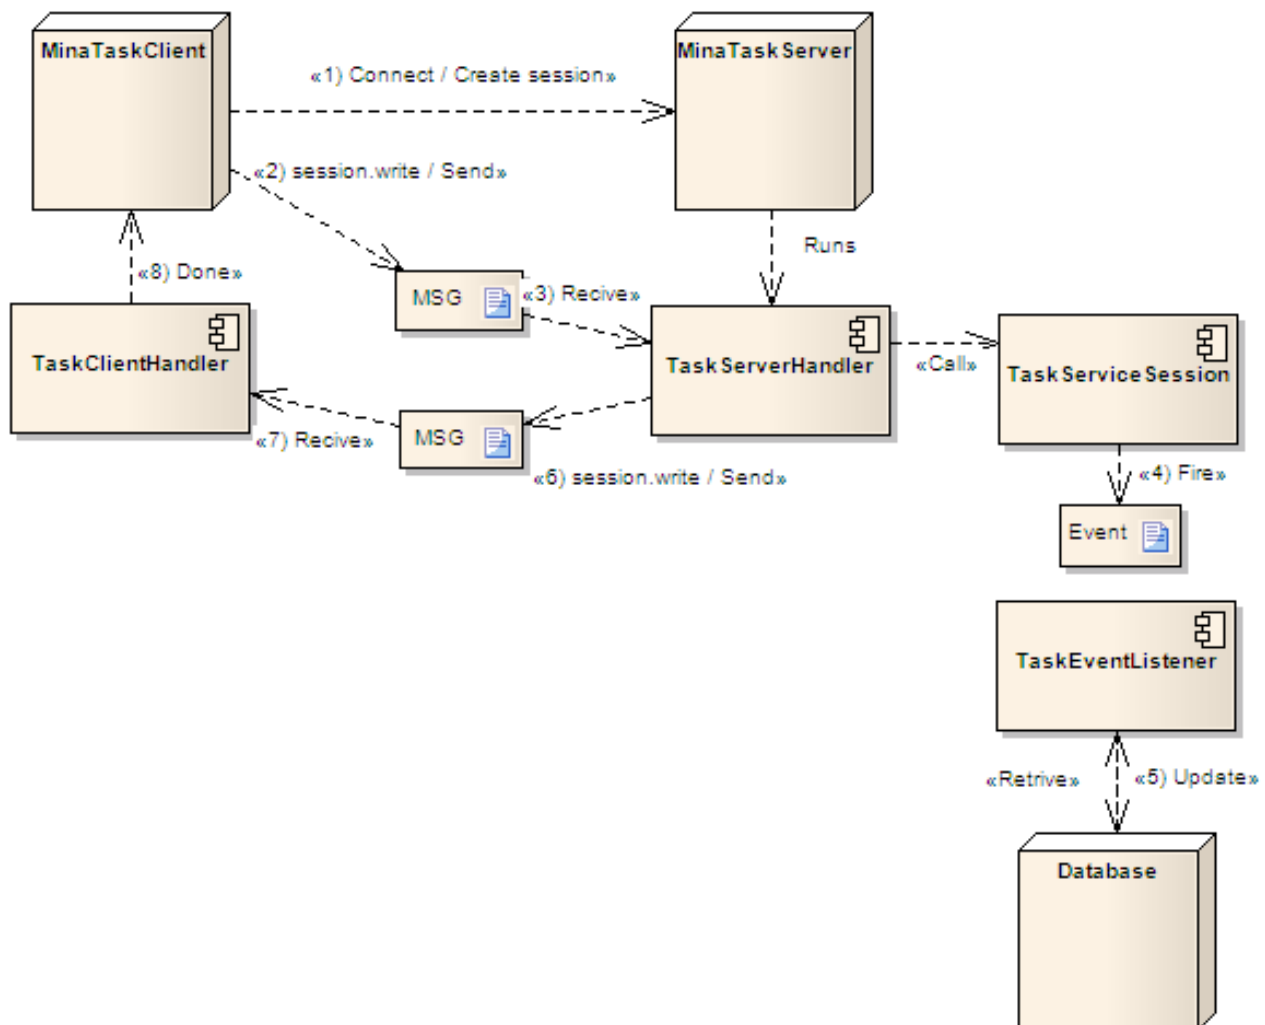 MinaTaskClient
MinaTaskServer
«1) Connect / Create session»
«2) session.write / Send»
Runs
«8) Done»
MSG
«3) Recive»
TaskClientHandler
TaskServerHandler
«Call»
TaskServiceSession
MSG
«7) Recive»
«6) session.write / Send»
«4) Fire»
Event
TaskEventListener
«Retrive»
«5) Update»
Database